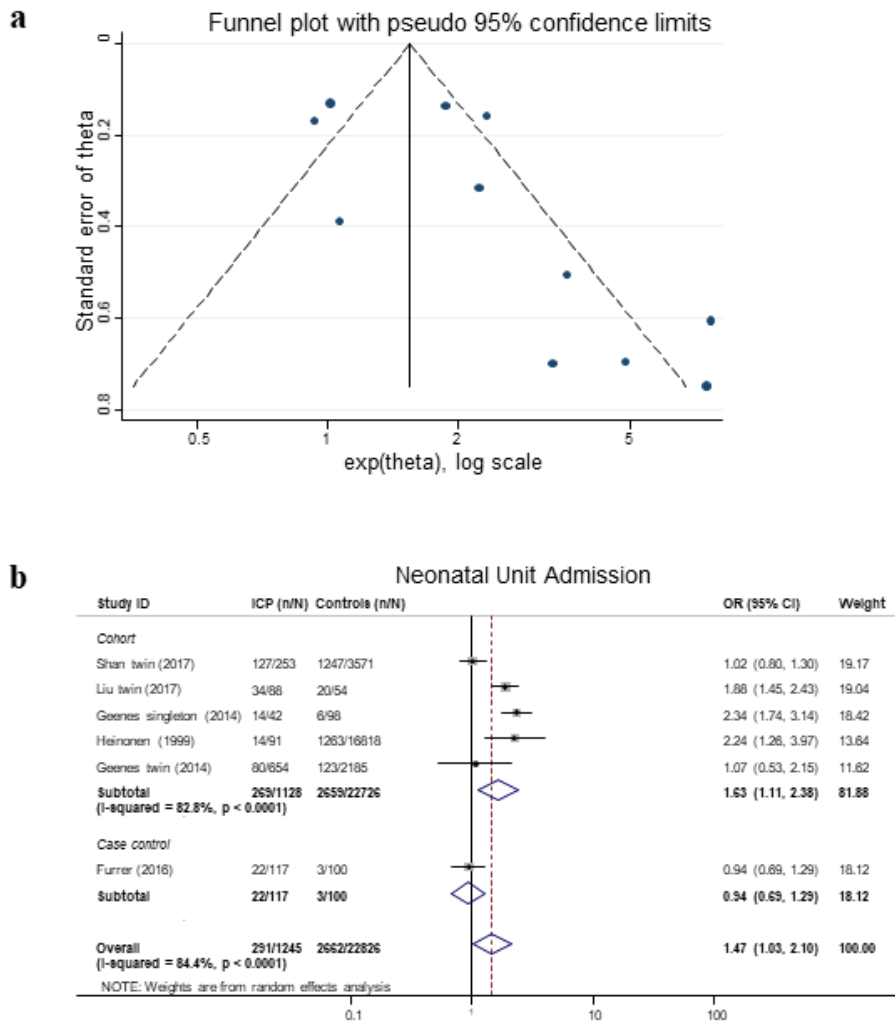 a
Funnel plot with pseudo 95% confidence limits
Standard error of theta
0
0.2
0.4
0.6
0.8
0.5 1 2 5
exp(theta), log scale
b
Neonatal Unit Admission
Study ID ICP (n/N) Controls (n/N) OR (95% CI) Weight
Cohort
Shan twin (2017) 127/253 1247/3571 1.02 (0.80, 1.30) 19.17
Liu twin (2017) 34/88 20/54 1.88 (1.45, 2.43) 19.04
Geenes singleton (2014) 14/42 6/98 2.34 (1.74, 3.14) 18.42
Heinonen (1999) 14/91 1263/16818 2.24 (1.26, 3.97) 13.64
Geenes twin (2014) 80/654 123/2185 1.07 (0.53, 2.15) 11.62
Subtotal 269/1128 2659/22726 1.63 (1.11, 2.38) 81.88
(I-squared = 82.8%, p < 0.0001)
Case control
Furrer (2016) 22/117 3/100 0.94 (0.69, 1.29) 18.12
Subtotal 22/117 3/100 0.94 (0.69, 1.29) 18.12
Overall 291/1245 2662/22826 1.47 (1.03, 2.10) 100.00
(I-squared = 84.4%, p < 0.0001)
NOTE: Weights are from random effects analysis
0.1 1 10 100